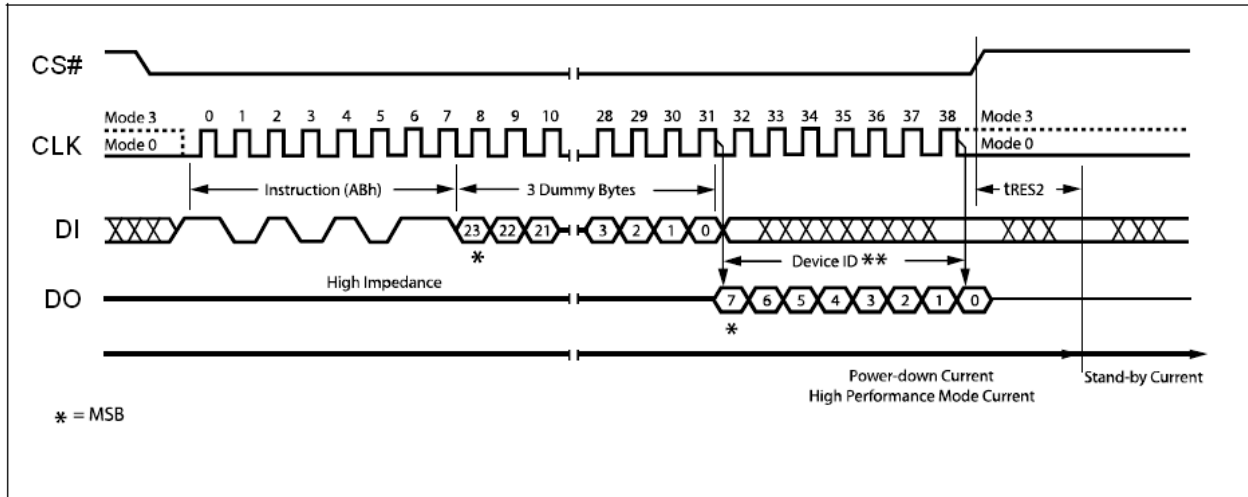 CS#
Mode 3 0 1 2 3 4 5 6 7 8 9 10 28 29 30 31 32 33 34 35 36 37 38 Mode 3
CLK Mode 0 Mode 0
Instruction (ABh) 3 Dummy Bytes tRES2
DI 23 22 21 3 2 1 0
* Device ID **
High Impedance
DO 7 6 5 4 3 2 1 0
*
Power-down Current Stand-by Current
High Performance Mode Current
* = MSB